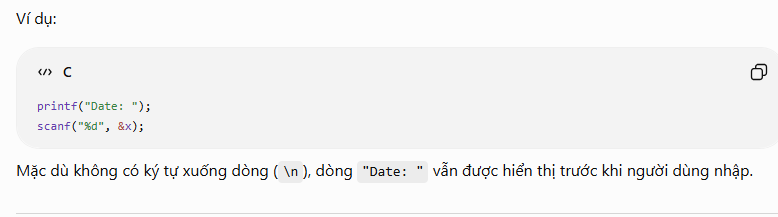 Ví dụ:
C
printf("Date: ");
scanf("%d", &x);
Mặc dù không có ký tự xuống dòng ( \n ), dòng "Date: " vẫn được hiển thị trước khi người dùng nhập.